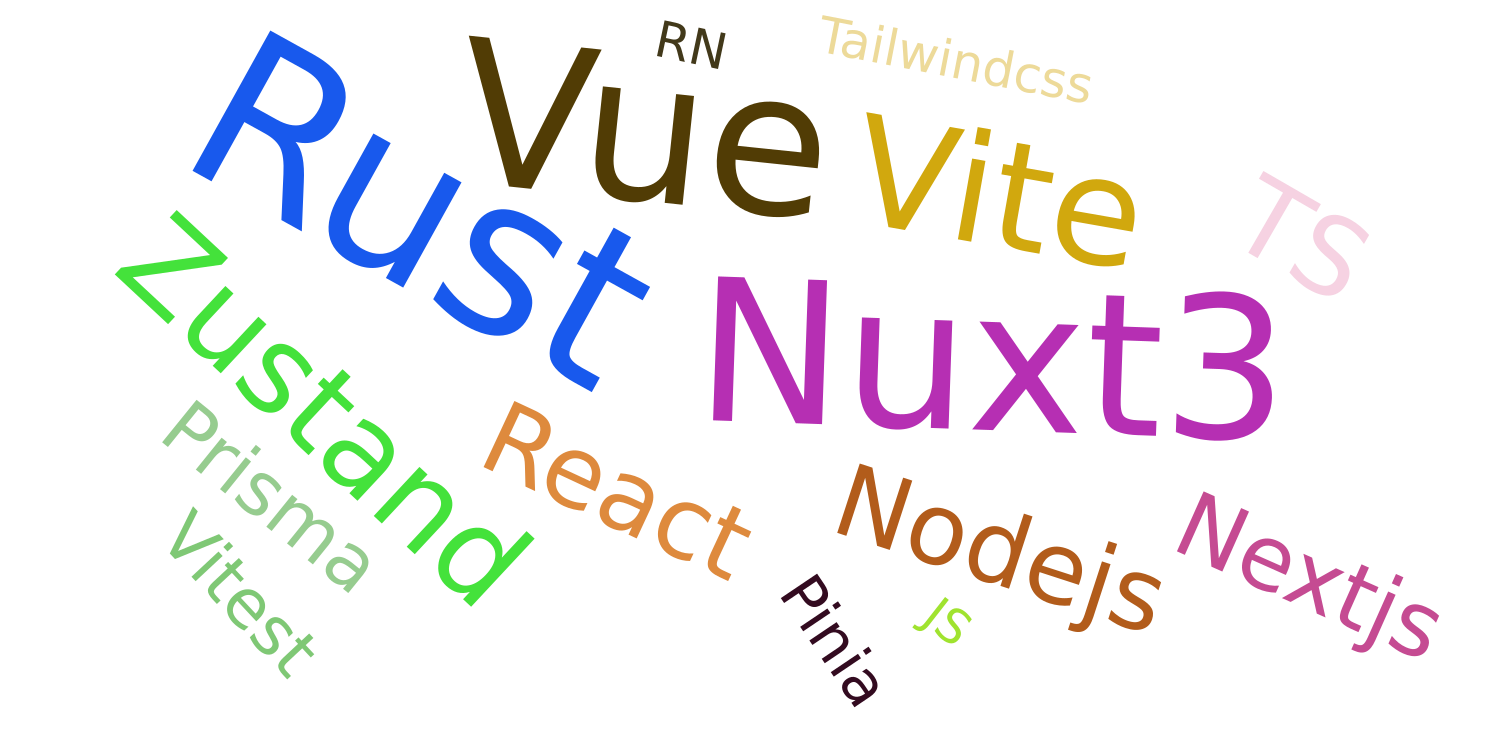 RN
Tailwindcss
Vue
Rust
Vite
TS
Zustand
Nuxt3
Prisma
React
Nodejs
Nextjs
Vitest
Pinia
JS